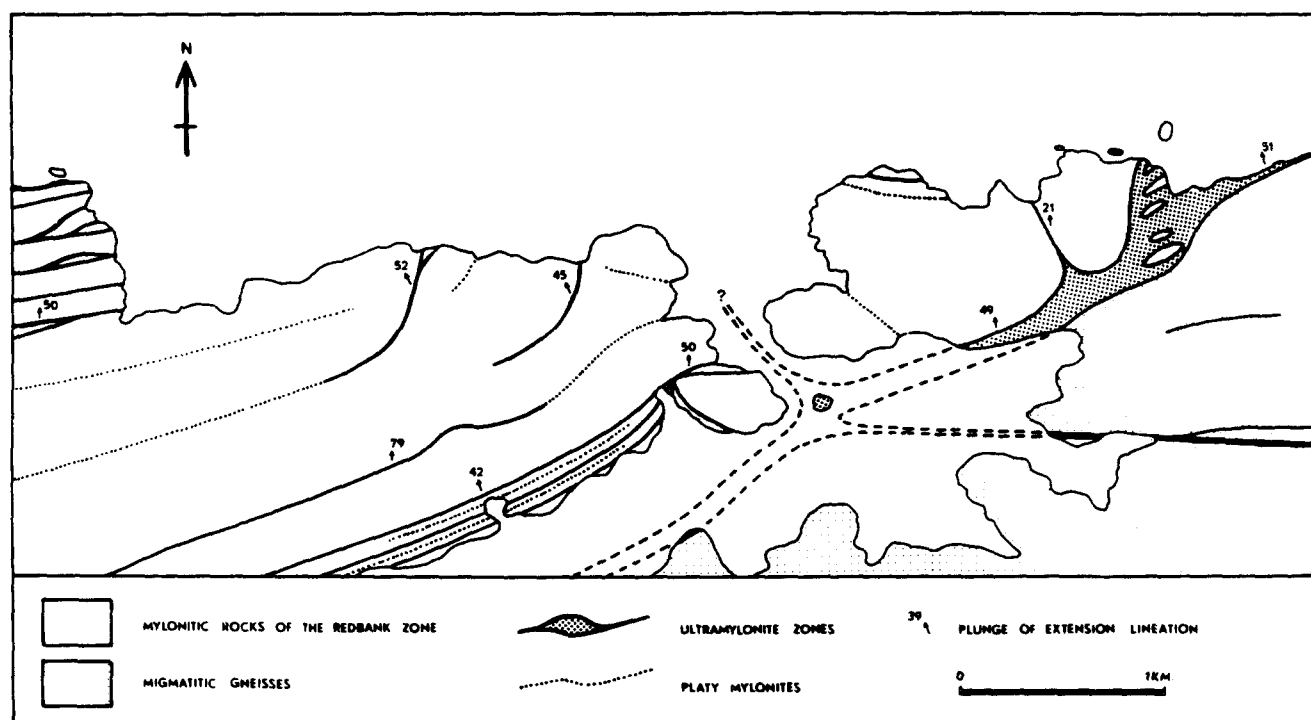 N
51
21
52
45
50
49
?
50
79
42
MYLONITIC ROCKS OF THE REDBANK ZONE
ULTRAMYLONITE ZONES
39
PLUNGE OF EXTENSION LINEATION
MIGMATITIC GNEISSES
PLATY MYLONITES
0
1KM